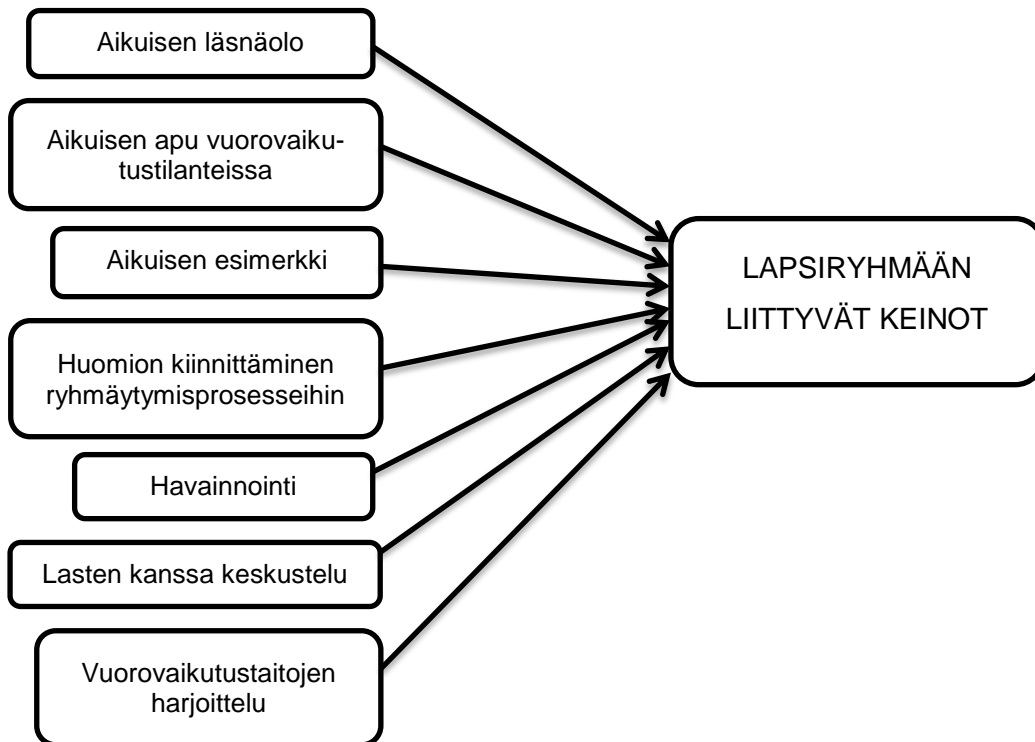 Aikuisen läsnäolo
Aikuisen apu vuorovaiku-
tustilanteissa
Aikuisen esimerkki
Huomion kiinnittäminen
ryhmäytymisprosesseihin
Havainnointi
Lasten kanssa keskustelu
Vuorovaikutustaitojen
harjoittelu
LAPSIRYHMÄÄN
LIITTYVÄT KEINOT